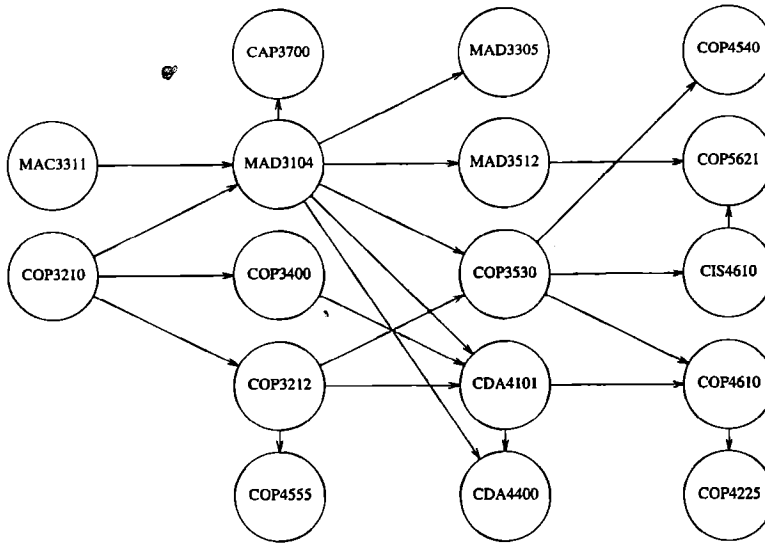 CAP3700
MAD3305
COP4540
MAC3311
MAD3104
MAD3512
COP5621
COP3210
COP3400
COP3530
CIS4610
COP3212
CDA4101
COP4610
COP4555
CDA4400
COP4225